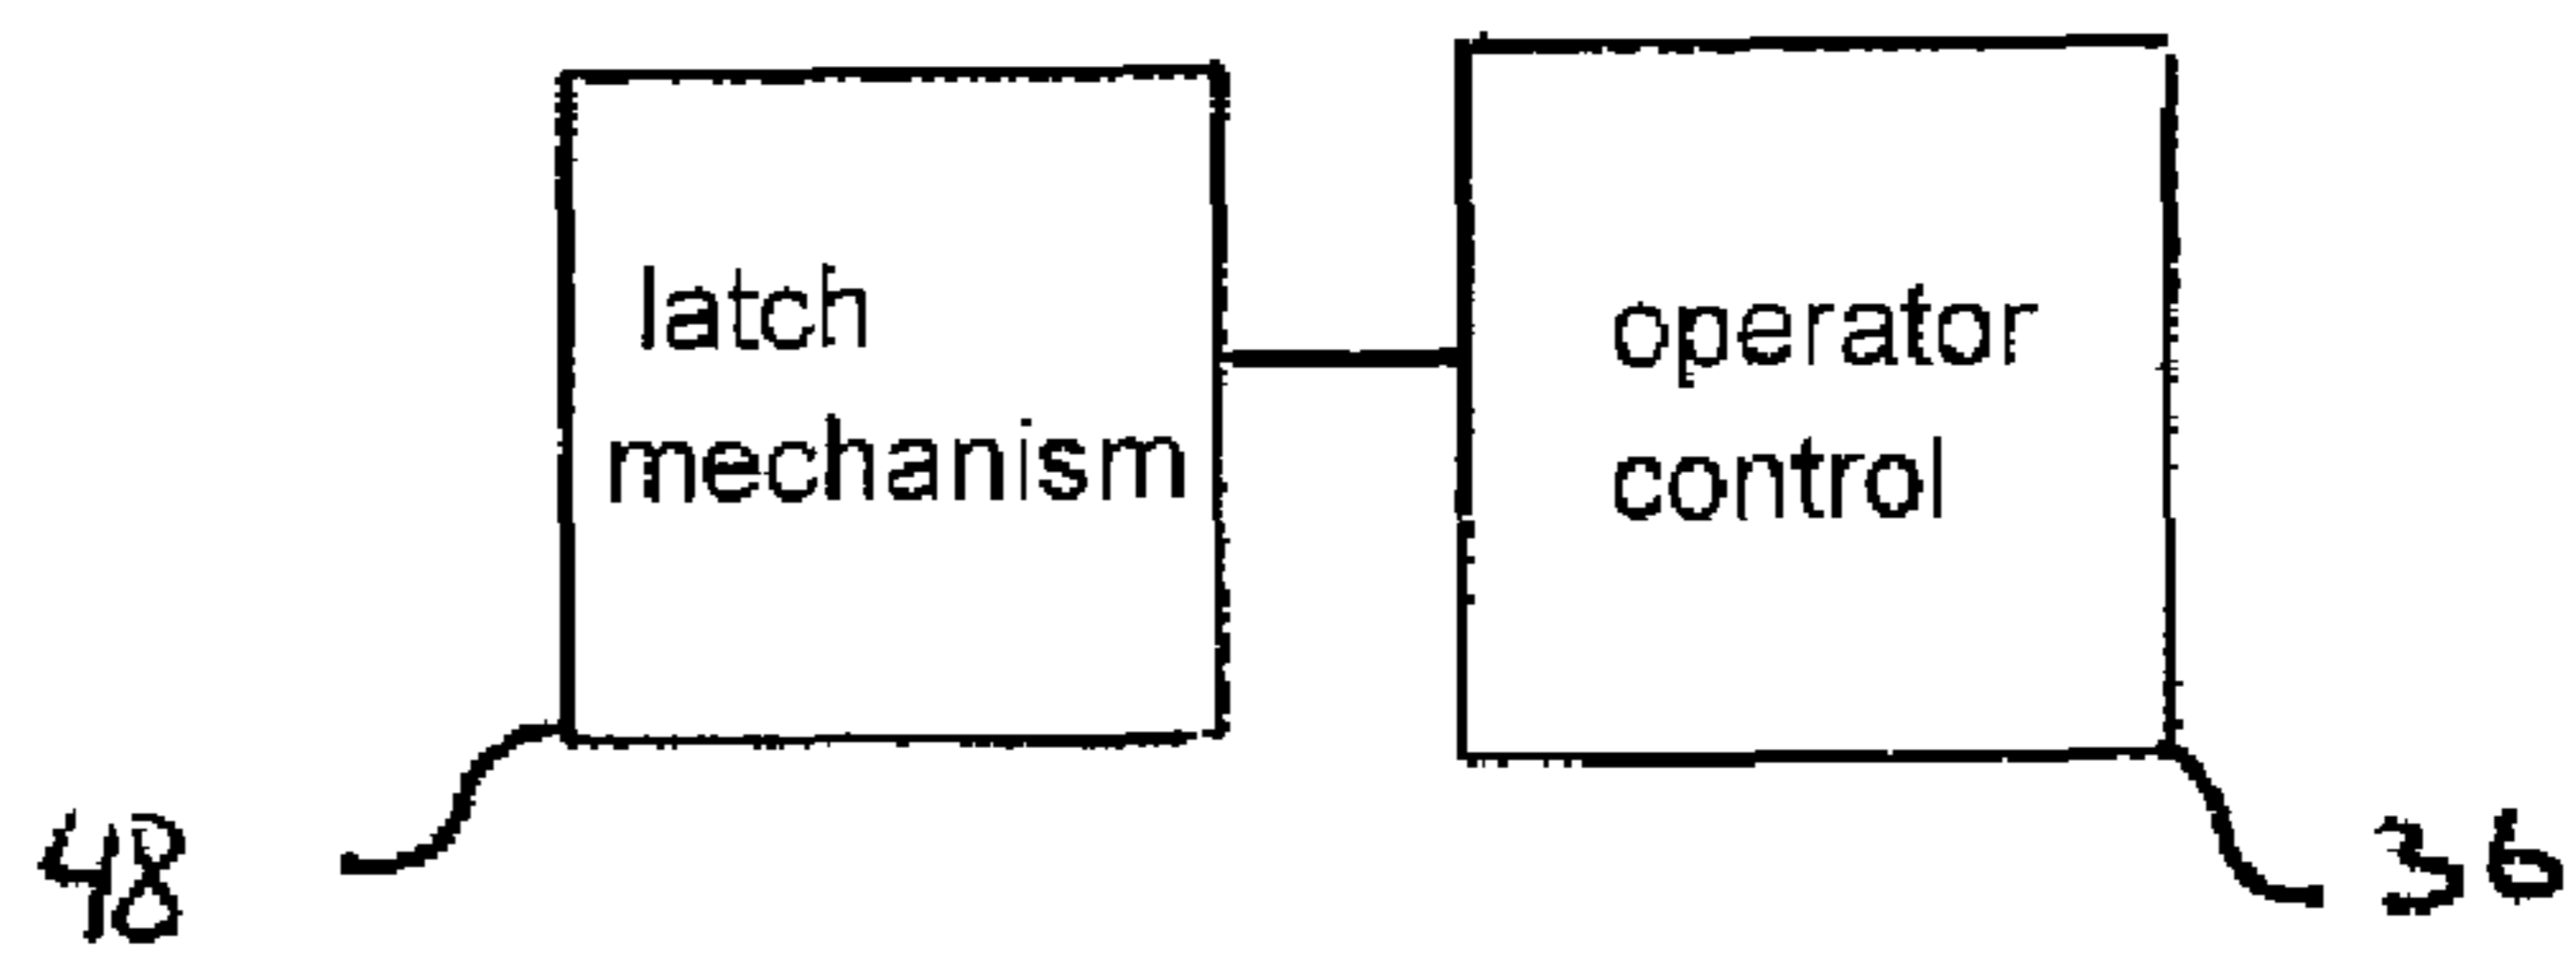 latch
mechanism
operator
control
48
36